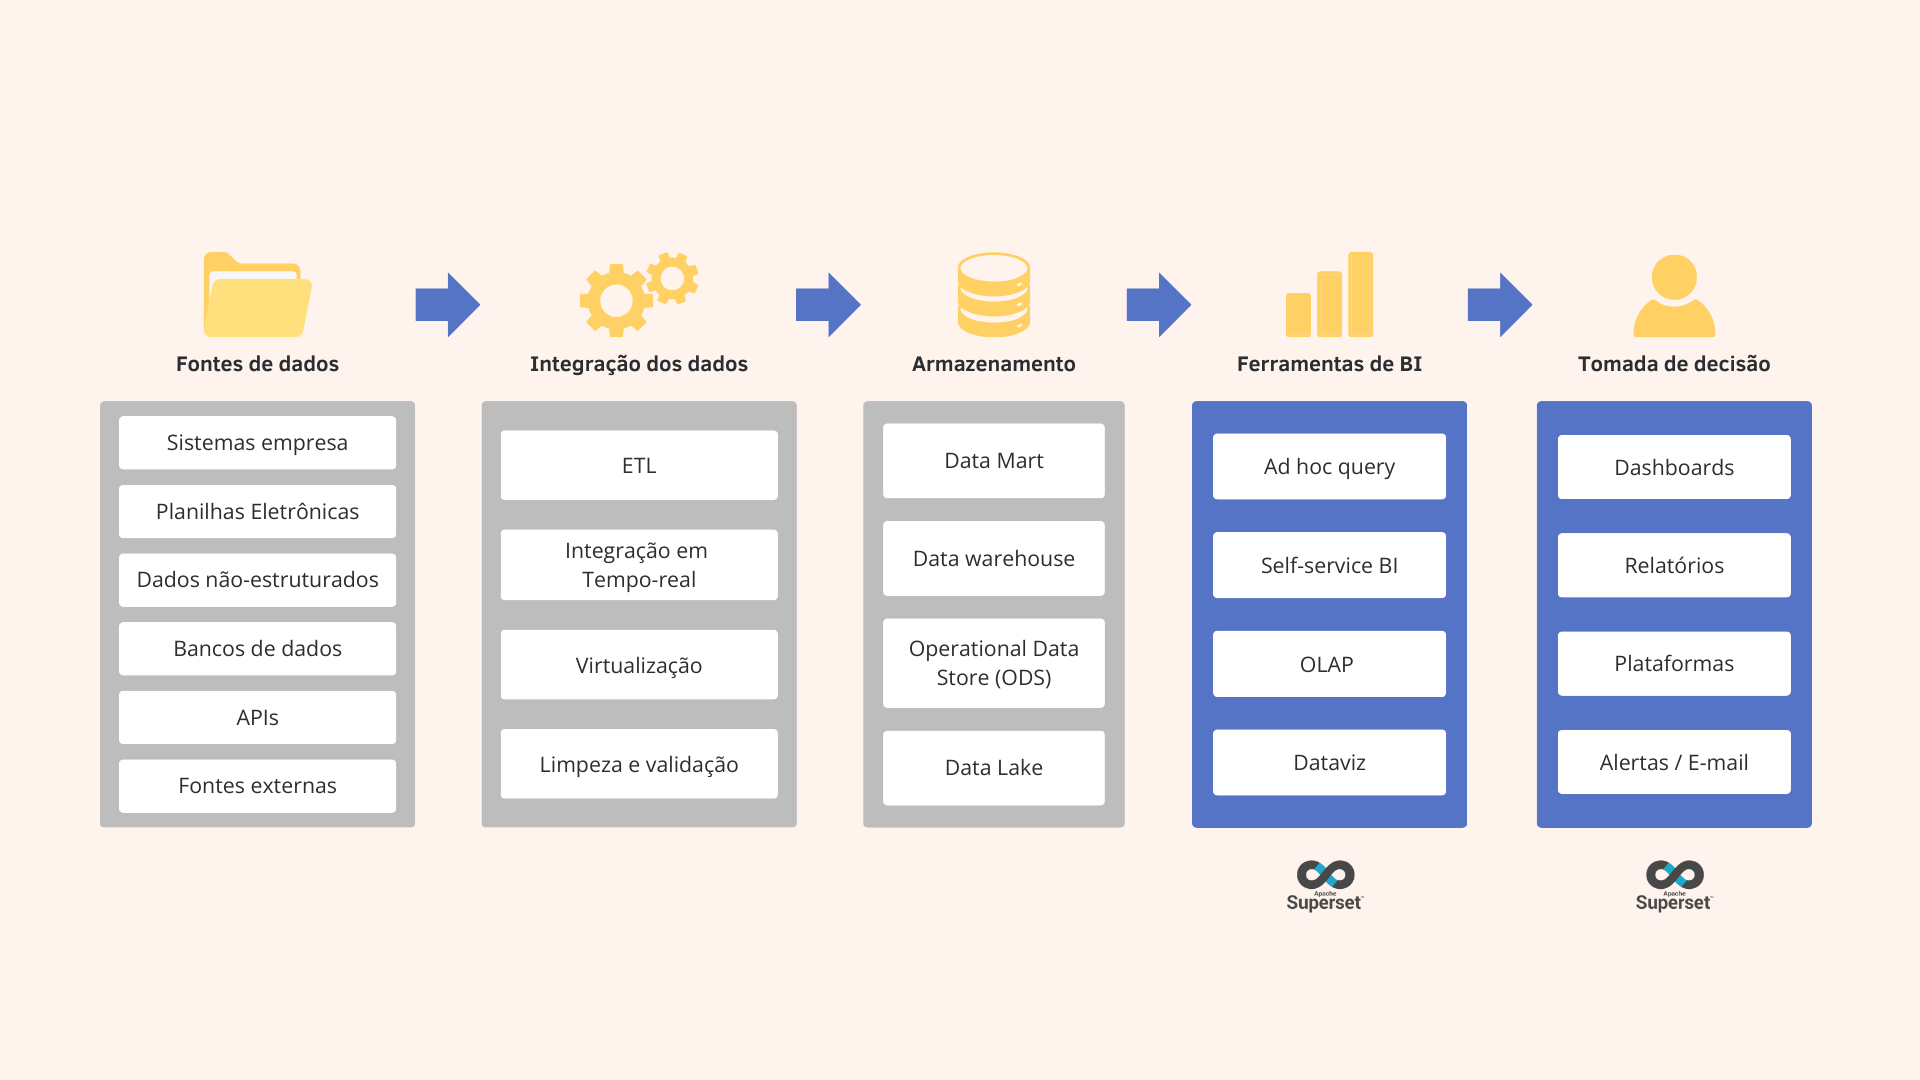 Fontes de dados
Sistemas empresa
Planilhas Eletrônicas
Dados não-estruturados
Bancos de dados
APIs
Fontes externas
Integração dos dados
ETL
Integração em
Tempo-real
Virtualização
Limpeza e validação
Armazenamento
Data Mart
Data warehouse
Operational Data
Store (ODS)
Data Lake
Ferramentas de BI
Ad hoc query
Self-service BI
OLAP
Dataviz
Apache
Superset™
Tomada de decisão
Dashboards
Relatórios
Plataformas
Alertas / E-mail
Apache
Superset™